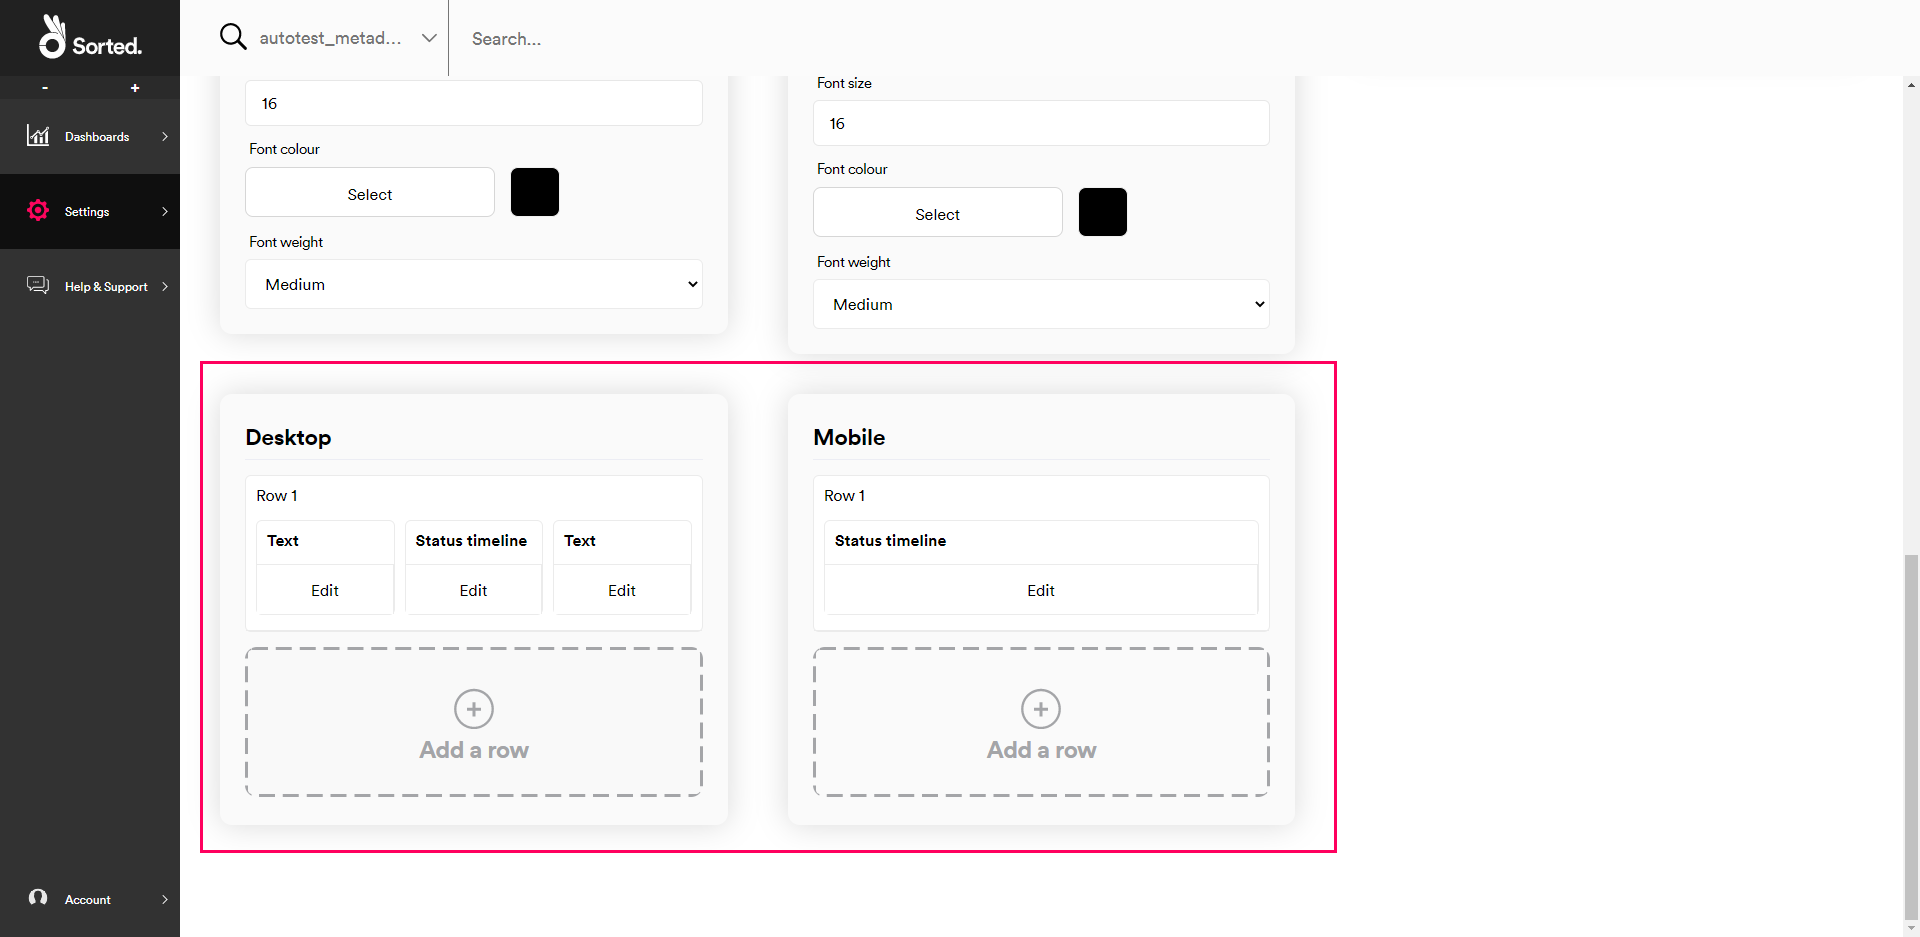 Sorted.
autotest_metad...
Search...
- +
Dashboards
Settings
Help & Support
Account
16
Font colour
Select
Font weight
Medium
Font size
16
Font colour
Select
Font weight
Medium
Desktop
Row 1
Text Status timeline Text
Edit Edit Edit
Add a row
Mobile
Row 1
Status timeline
Edit
Add a row